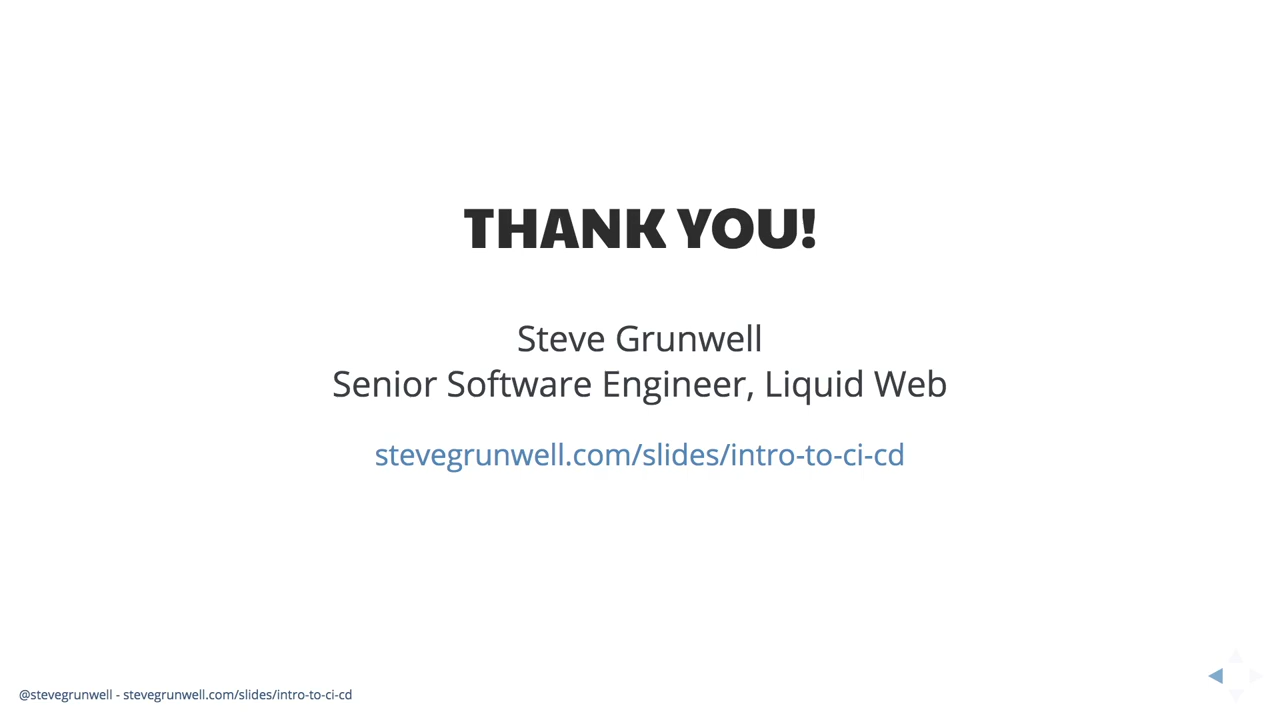 THANK YOU!
Steve Grunwell
Senior Software Engineer, Liquid Web
stevegrunwell.com/slides/intro-to-ci-cd
@stevegrunwell - stevegrunwell.com/slides/intro-to-ci-cd